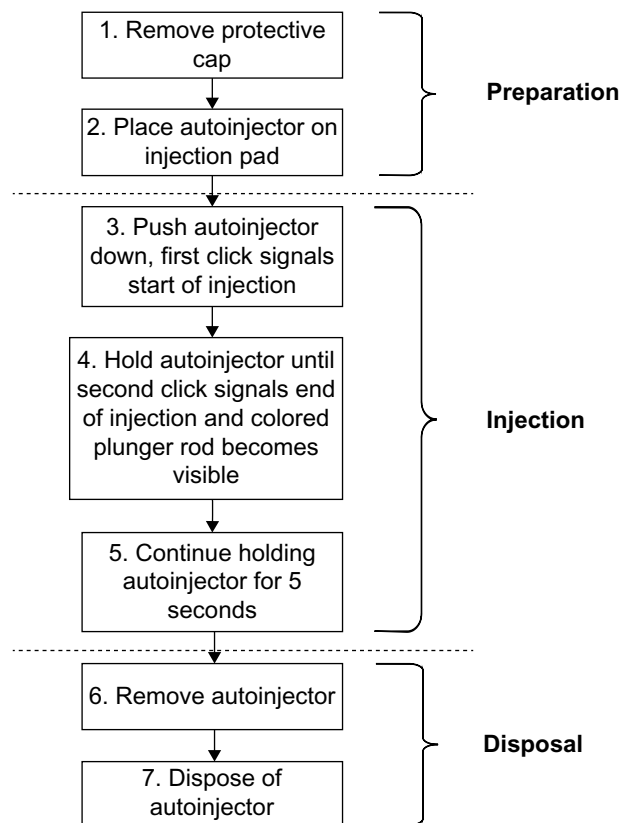 1. Remove protective
cap
Preparation
2. Place autoinjector on
injection pad
3. Push autoinjector
down, first click signals
start of injection
4. Hold autoinjector until
second click signals end
of injection and colored
plunger rod becomes
visible
Injection
5. Continue holding
autoinjector for 5
seconds
6. Remove autoinjector
Disposal
7. Dispose of
autoinjector